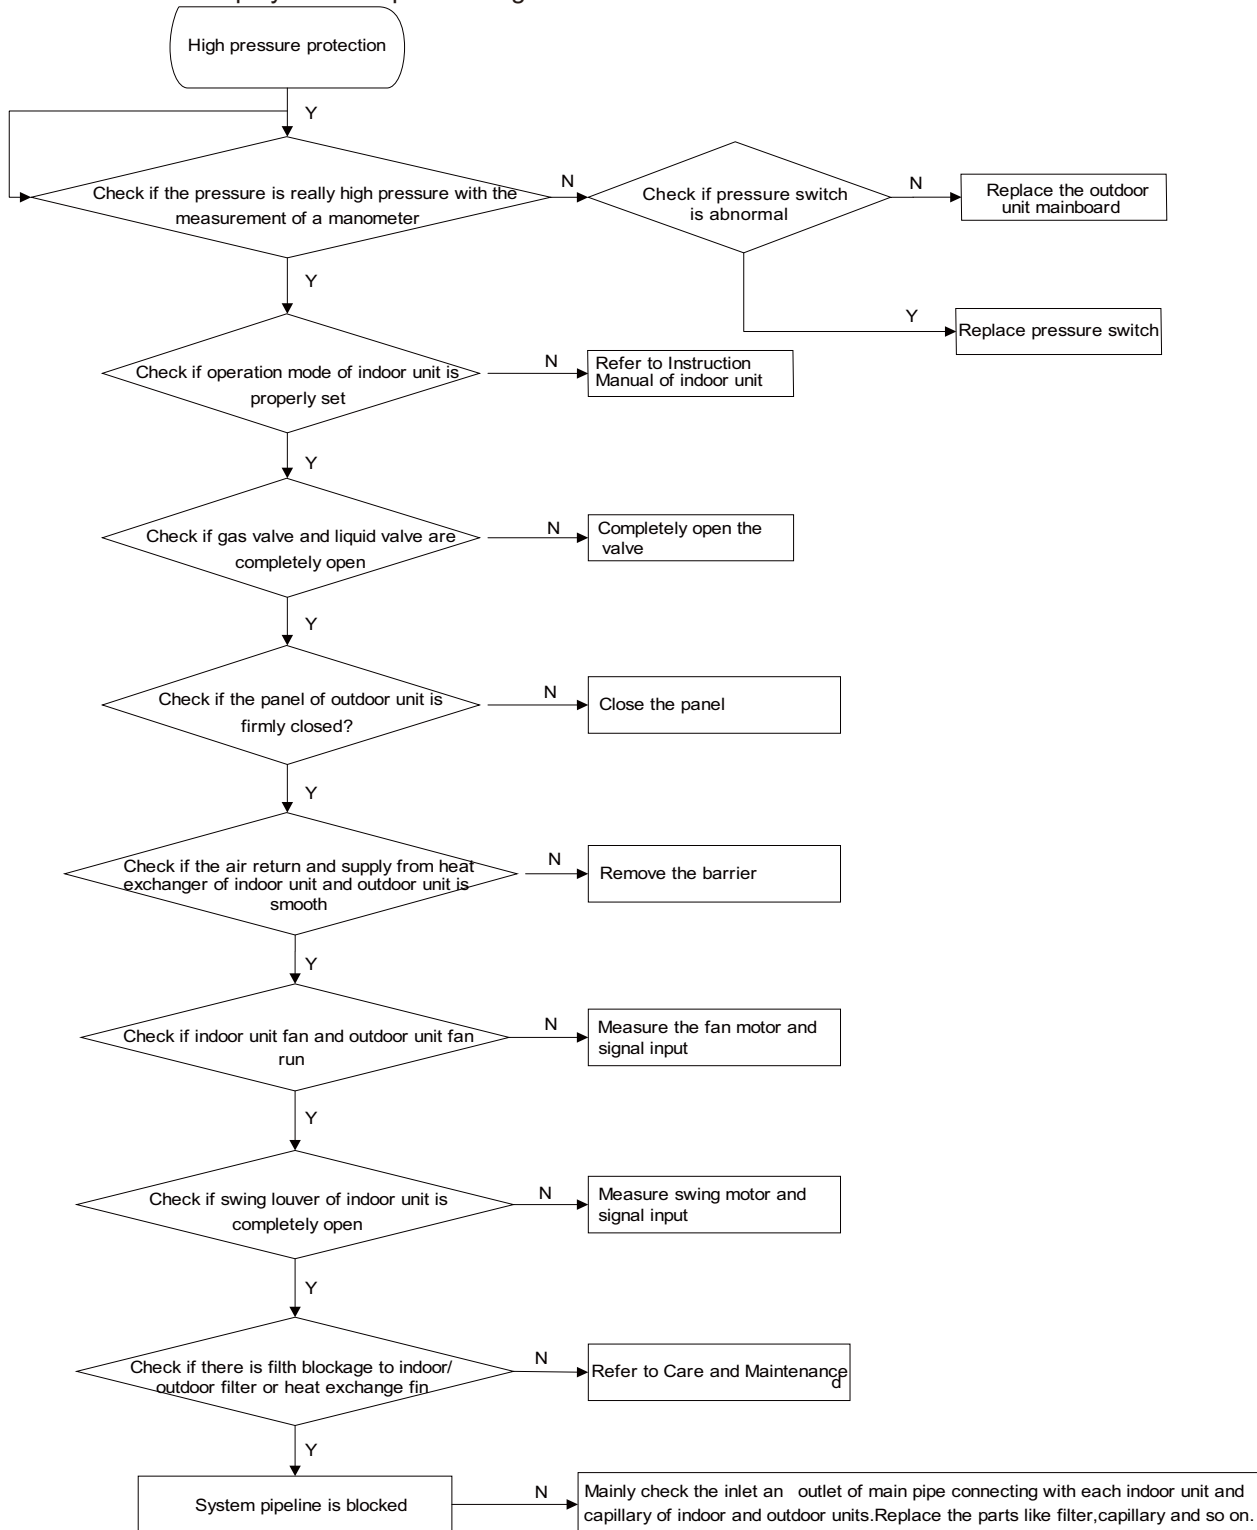 High pressure protection
Y
Check if the pressure is really high pressure with the
measurement of a manometer
N
Check if pressure switch
is abnormal
N
Replace the outdoor
unit mainboard
Y
Replace pressure switch
Y
Check if operation mode of indoor unit is
properly set
N
Refer to Instruction
Manual of indoor unit
Y
Check if gas valve and liquid valve are
completely open
N
Completely open the
valve
Y
Check if the panel of outdoor unit is
firmly closed?
N
Close the panel
Y
Check if the air return and supply from heat
exchanger of indoor unit and outdoor unit is
smooth
N
Remove the barrier
Y
Check if indoor unit fan and outdoor unit fan
run
N
Measure the fan motor and
signal input
Y
Check if swing louver of indoor unit is
completely open
N
Measure swing motor and
signal input
Y
Check if there is filth blockage to indoor/
outdoor filter or heat exchange fin
N
Refer to Care and Maintenance
d
Y
System pipeline is blocked
N
Mainly check the inlet an outlet of main pipe connecting with each indoor unit and
capillary of indoor and outdoor units.Replace the parts like filter,capillary and so on.